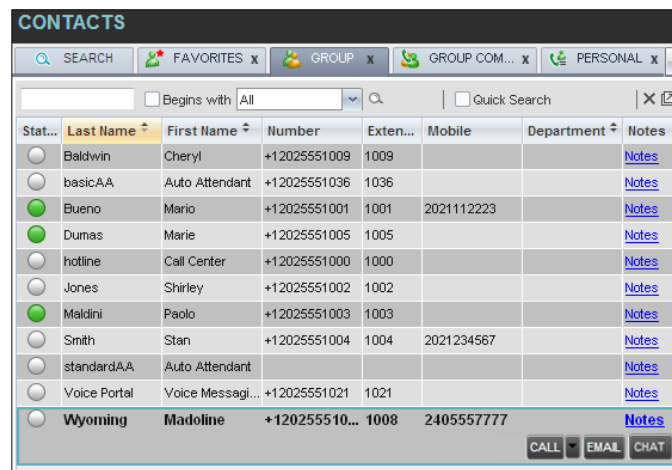 CONTACTS
SEARCH FAVORITES x GROUP x GROUP COM... x PERSONAL x
Begins with All Quick Search
Stat... Last Name First Name Number Exten... Mobile Department Notes
Baldwin Cheryl +12025551009 1009 Notes
basicAA Auto Attendant +12025551036 1036 Notes
Bueno Mario +12025551001 1001 2021112223 Notes
Dumas Marie +12025551005 1005 Notes
hotline Call Center +12025551000 1000 Notes
Jones Shirley +12025551002 1002 Notes
Maldini Paolo +12025551003 1003 Notes
Smith Stan +12025551004 1004 2021234567 Notes
standardAA Auto Attendant Notes
Voice Portal Voice Messagi... +12025551021 1021 Notes
Wyoming Madoline +120255510... 1008 2405557777 Notes
CALL EMAIL CHAT